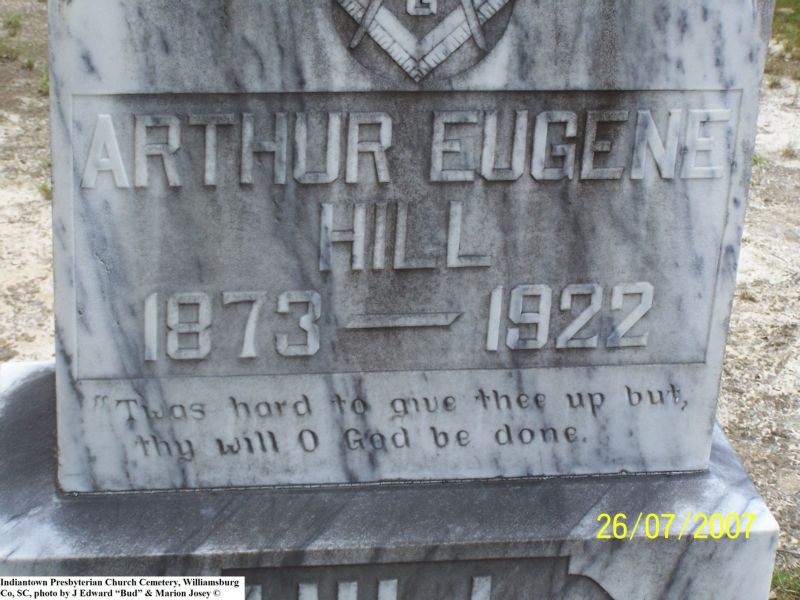 G
ARTHUR EUGENE
HILL
1873 — 1922
"Twas hard to give thee up but,
thy will O God be done.
26/07/2007
HILL
Indiantown Presbyterian Church Cemetery, Williamsburg
Co, SC, photo by J Edward “Bud” & Marion Josey ©